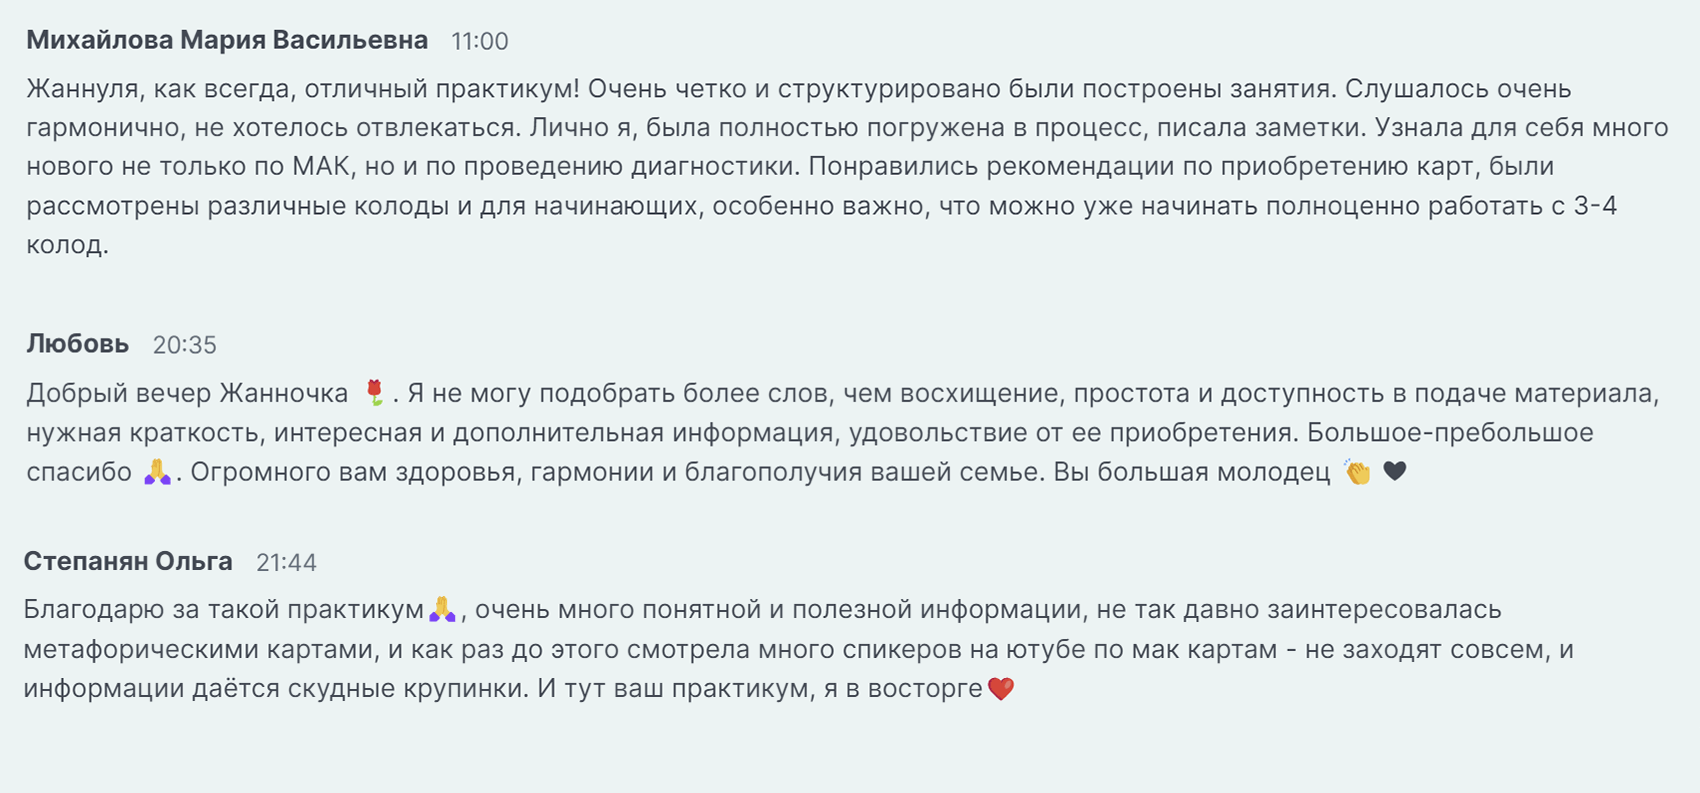 Михайлова Мария Васильевна 11:00
Жаннуля, как всегда, отличный практикум! Очень четко и структурировано были построены занятия. Слушалось очень
гармонично, не хотелось отвлекаться. Лично я, была полностью погружена в процесс, писала заметки. Узнала для себя много
нового не только по МАК, но и по проведению диагностики. Понравились рекомендации по приобретению карт, были
рассмотрены различные колоды и для начинающих, особенно важно, что можно уже начинать полноценно работать с 3-4
колод.
Любовь 20:35
Добрый вечер Жанночка 🌹. Я не могу подобрать более слов, чем восхищение, простота и доступность в подаче материала,
нужная краткость, интересная и дополнительная информация, удовольствие от ее приобретения. Большое-пребольшое
спасибо 🙏. Огромного вам здоровья, гармонии и благополучия вашей семье. Вы большая молодец 👏 🖤
Степанян Ольга 21:44
Благодарю за такой практикум🙏, очень много понятной и полезной информации, не так давно заинтересовалась
метафорическими картами, и как раз до этого смотрела много спикеров на ютубе по мак картам - не заходят совсем, и
информации даётся скудные крупинки. И тут ваш практикум, я в восторге❤️